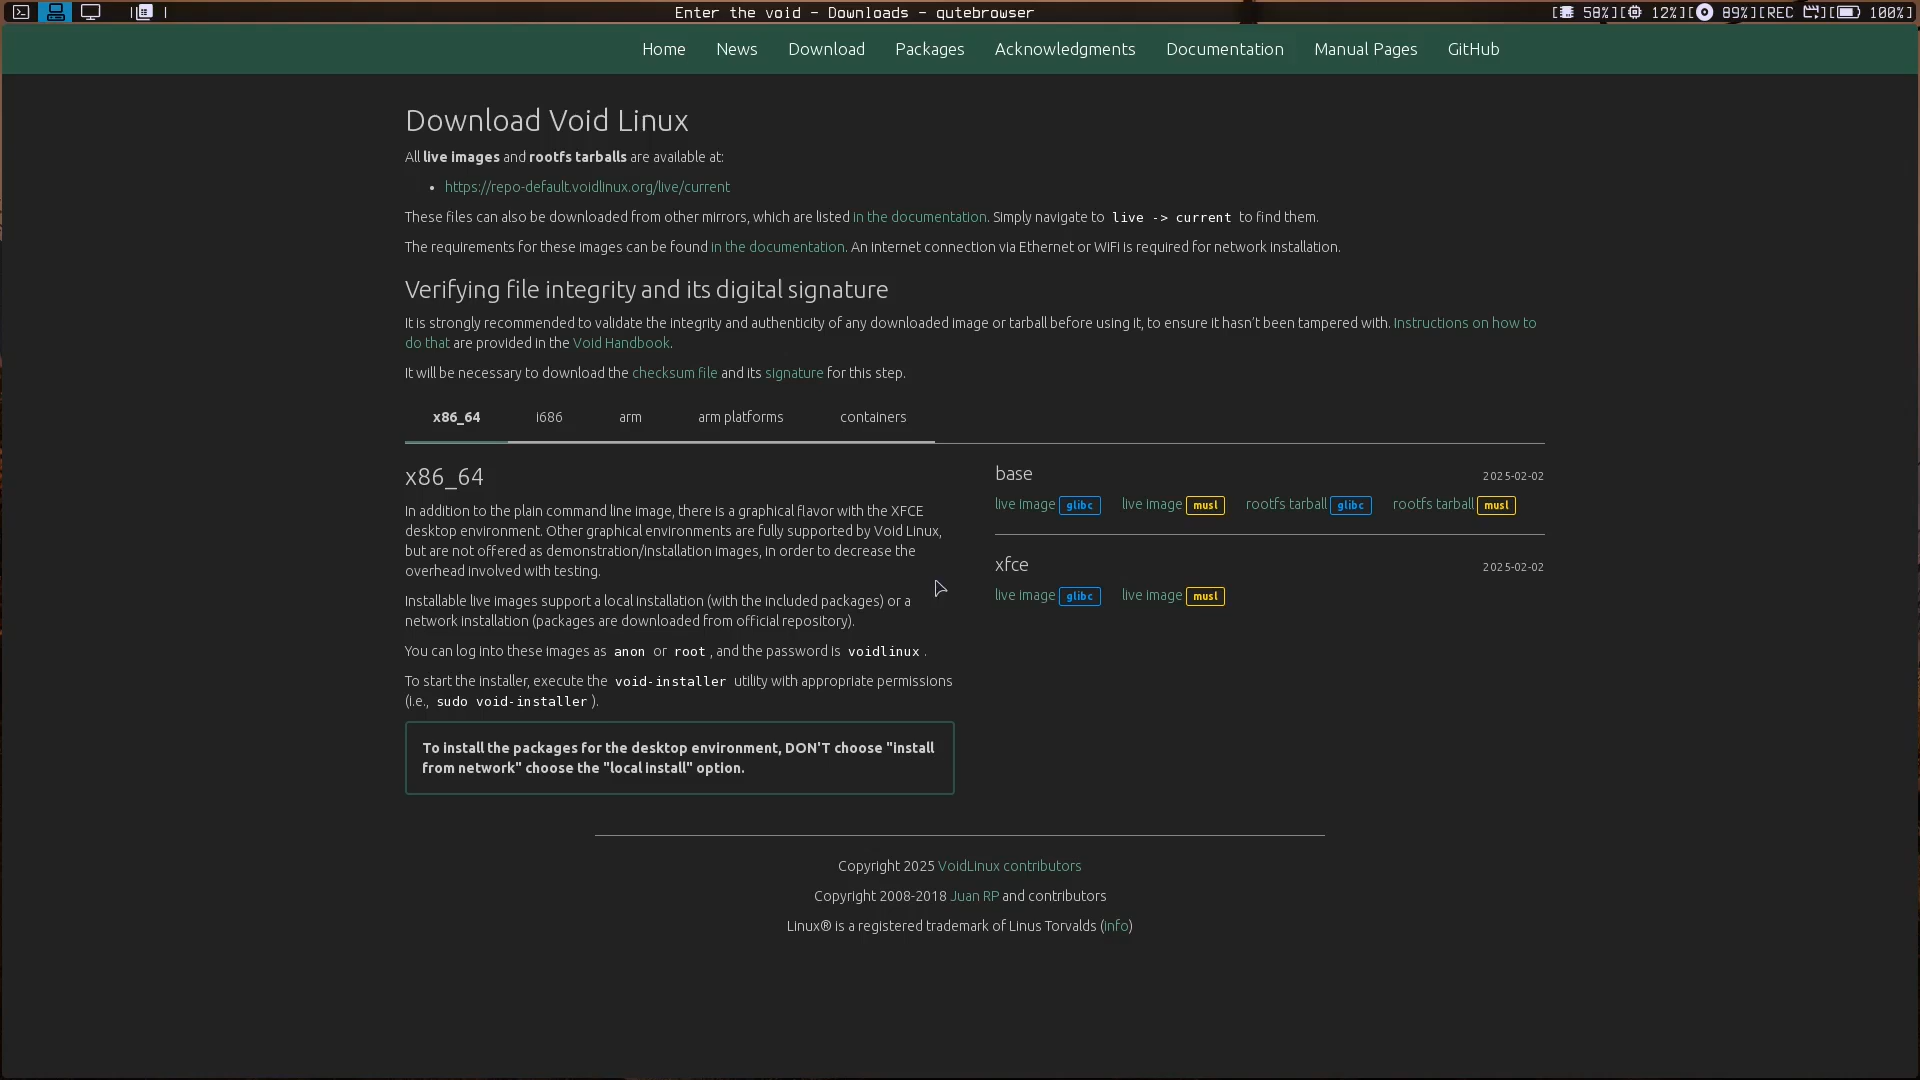 Enter the void - Downloads - qutebrowser
[ 58%][ 12%][ 89%][REC ][ 100%]
Home News Download Packages Acknowledgments Documentation Manual Pages GitHub
Download Void Linux
All live images and rootfs tarballs are available at:
• https://repo-default.voidlinux.org/live/current
These files can also be downloaded from other mirrors, which are listed in the documentation. Simply navigate to live -> current to find them.
The requirements for these images can be found in the documentation. An Internet connection via Ethernet or WiFi is required for network installation.
Verifying file integrity and its digital signature
It is strongly recommended to validate the integrity and authenticity of any downloaded image or tarball before using it, to ensure it hasn't been tampered with. Instructions on how to
do that are provided in the Void Handbook.
It will be necessary to download the checksum file and its signature for this step.
x86_64 i686 arm arm platforms containers
x86_64
In addition to the plain command line image, there is a graphical flavor with the XFCE
desktop environment. Other graphical environments are fully supported by Void Linux,
but are not offered as demonstration/installation images, in order to decrease the
overhead involved with testing.
Installable live images support a local installation (with the included packages) or a
network installation (packages are downloaded from official repository).
You can log into these images as anon or root, and the password is voidlinux.
To start the installer, execute the void-installer utility with appropriate permissions
(i.e., sudo void-installer).
To install the packages for the desktop environment, DON'T choose "install
from network" choose the "local install" option.
base 2025-02-02
live image glibc live image musl rootfs tarball glibc rootfs tarball musl
xfce 2025-02-02
live image glibc live image musl
Copyright 2025 VoidLinux contributors
Copyright 2008-2018 Juan RP and contributors
Linux® is a registered trademark of Linus Torvalds (info)